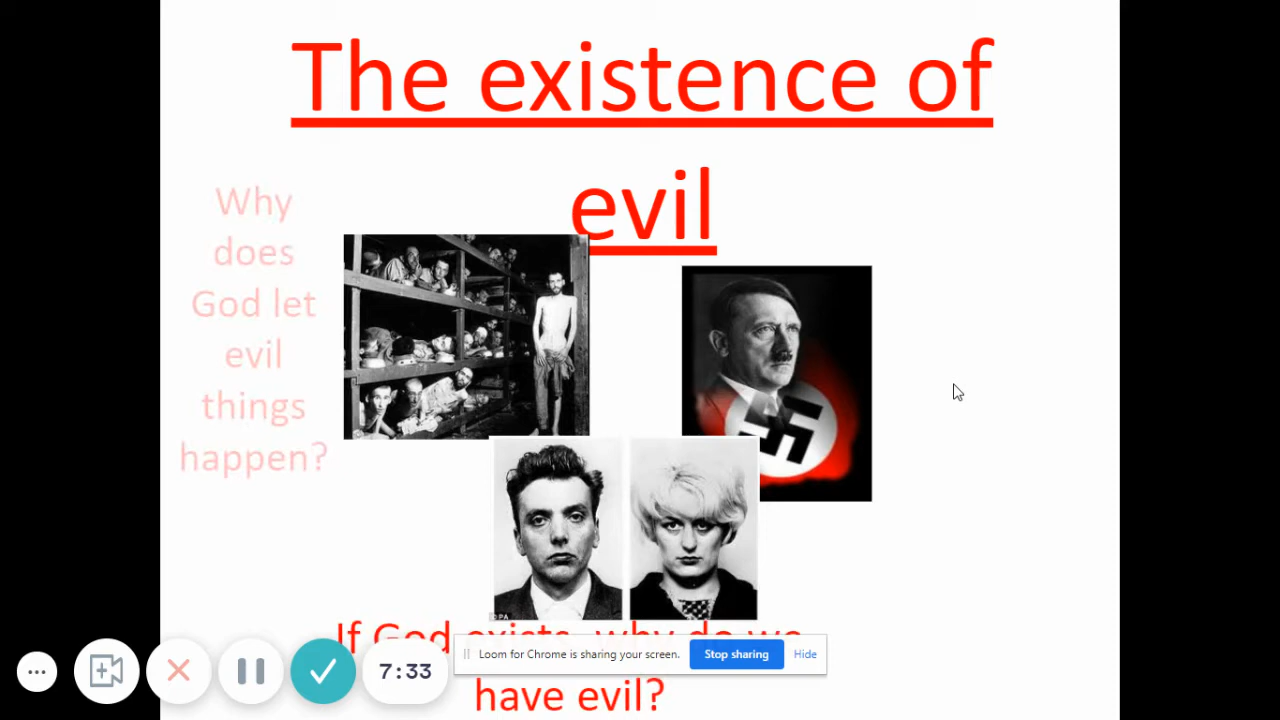 The existence of
evil
Why
does
God let
evil
things
happen?
PA
If God exists, why do we
have evil?
Loom for Chrome is sharing your screen.
Stop sharing
Hide
7:33